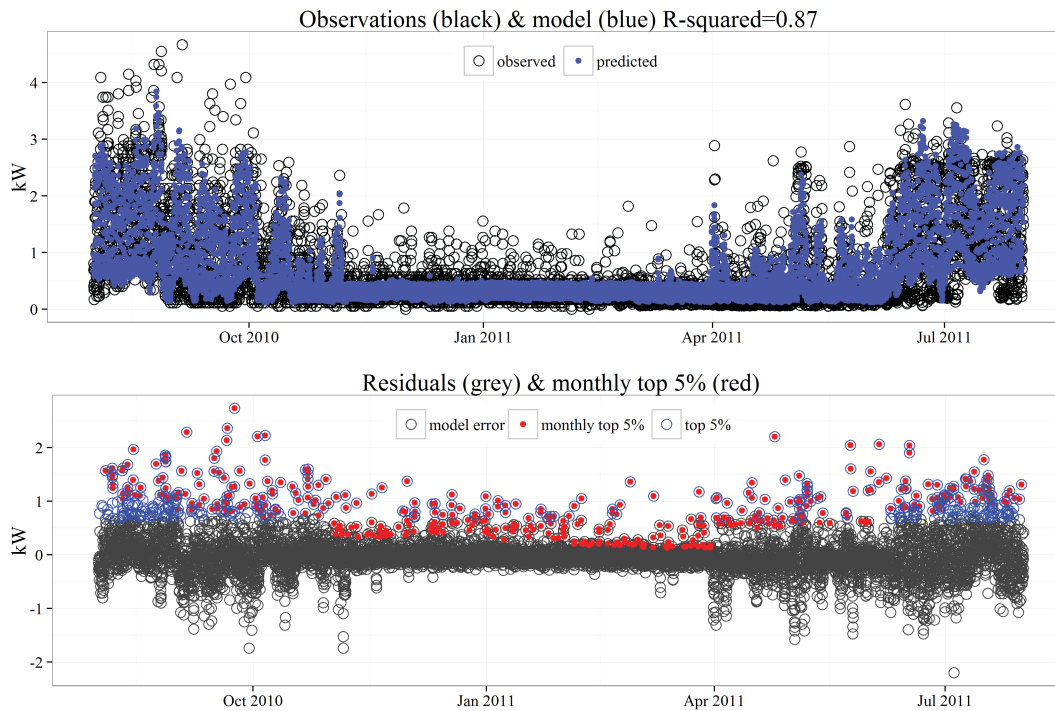 Observations (black) & model (blue) R-squared=0.87
observed predicted
4
3
2
1
0
kW
Oct 2010 Jan 2011 Apr 2011 Jul 2011
Residuals (grey) & monthly top 5% (red)
model error monthly top 5% top 5%
2
1
0
-1
-2
kW
Oct 2010 Jan 2011 Apr 2011 Jul 2011